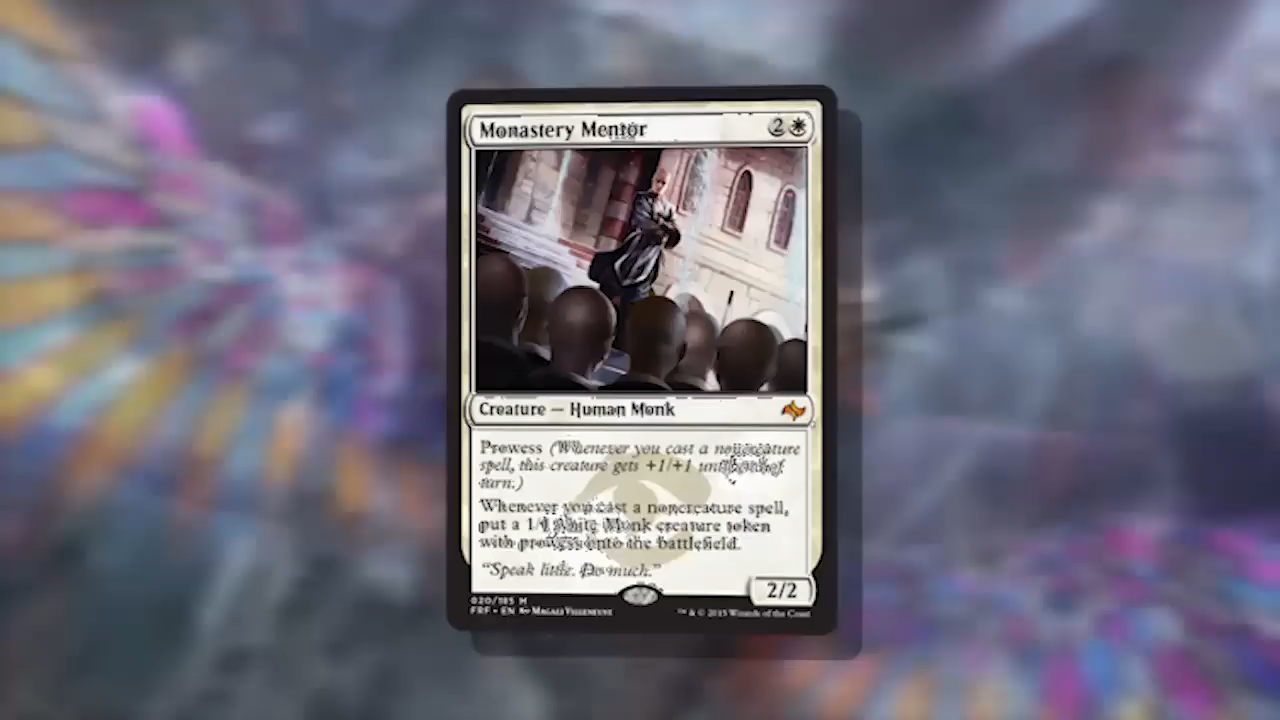 Monastery Mentor 2
Creature — Human Monk
Prowess (Whenever you cast a noncreature
spell, this creature gets +1/+1 until end of
turn.)
Whenever you cast a noncreature spell,
put a 1/1 white Monk creature token
with prowess onto the battlefield.
"Speak little. Do much."
2/2
020/185 M
FRF • EN Magali Villeneuve
™ & © 2015 Wizards of the Coast